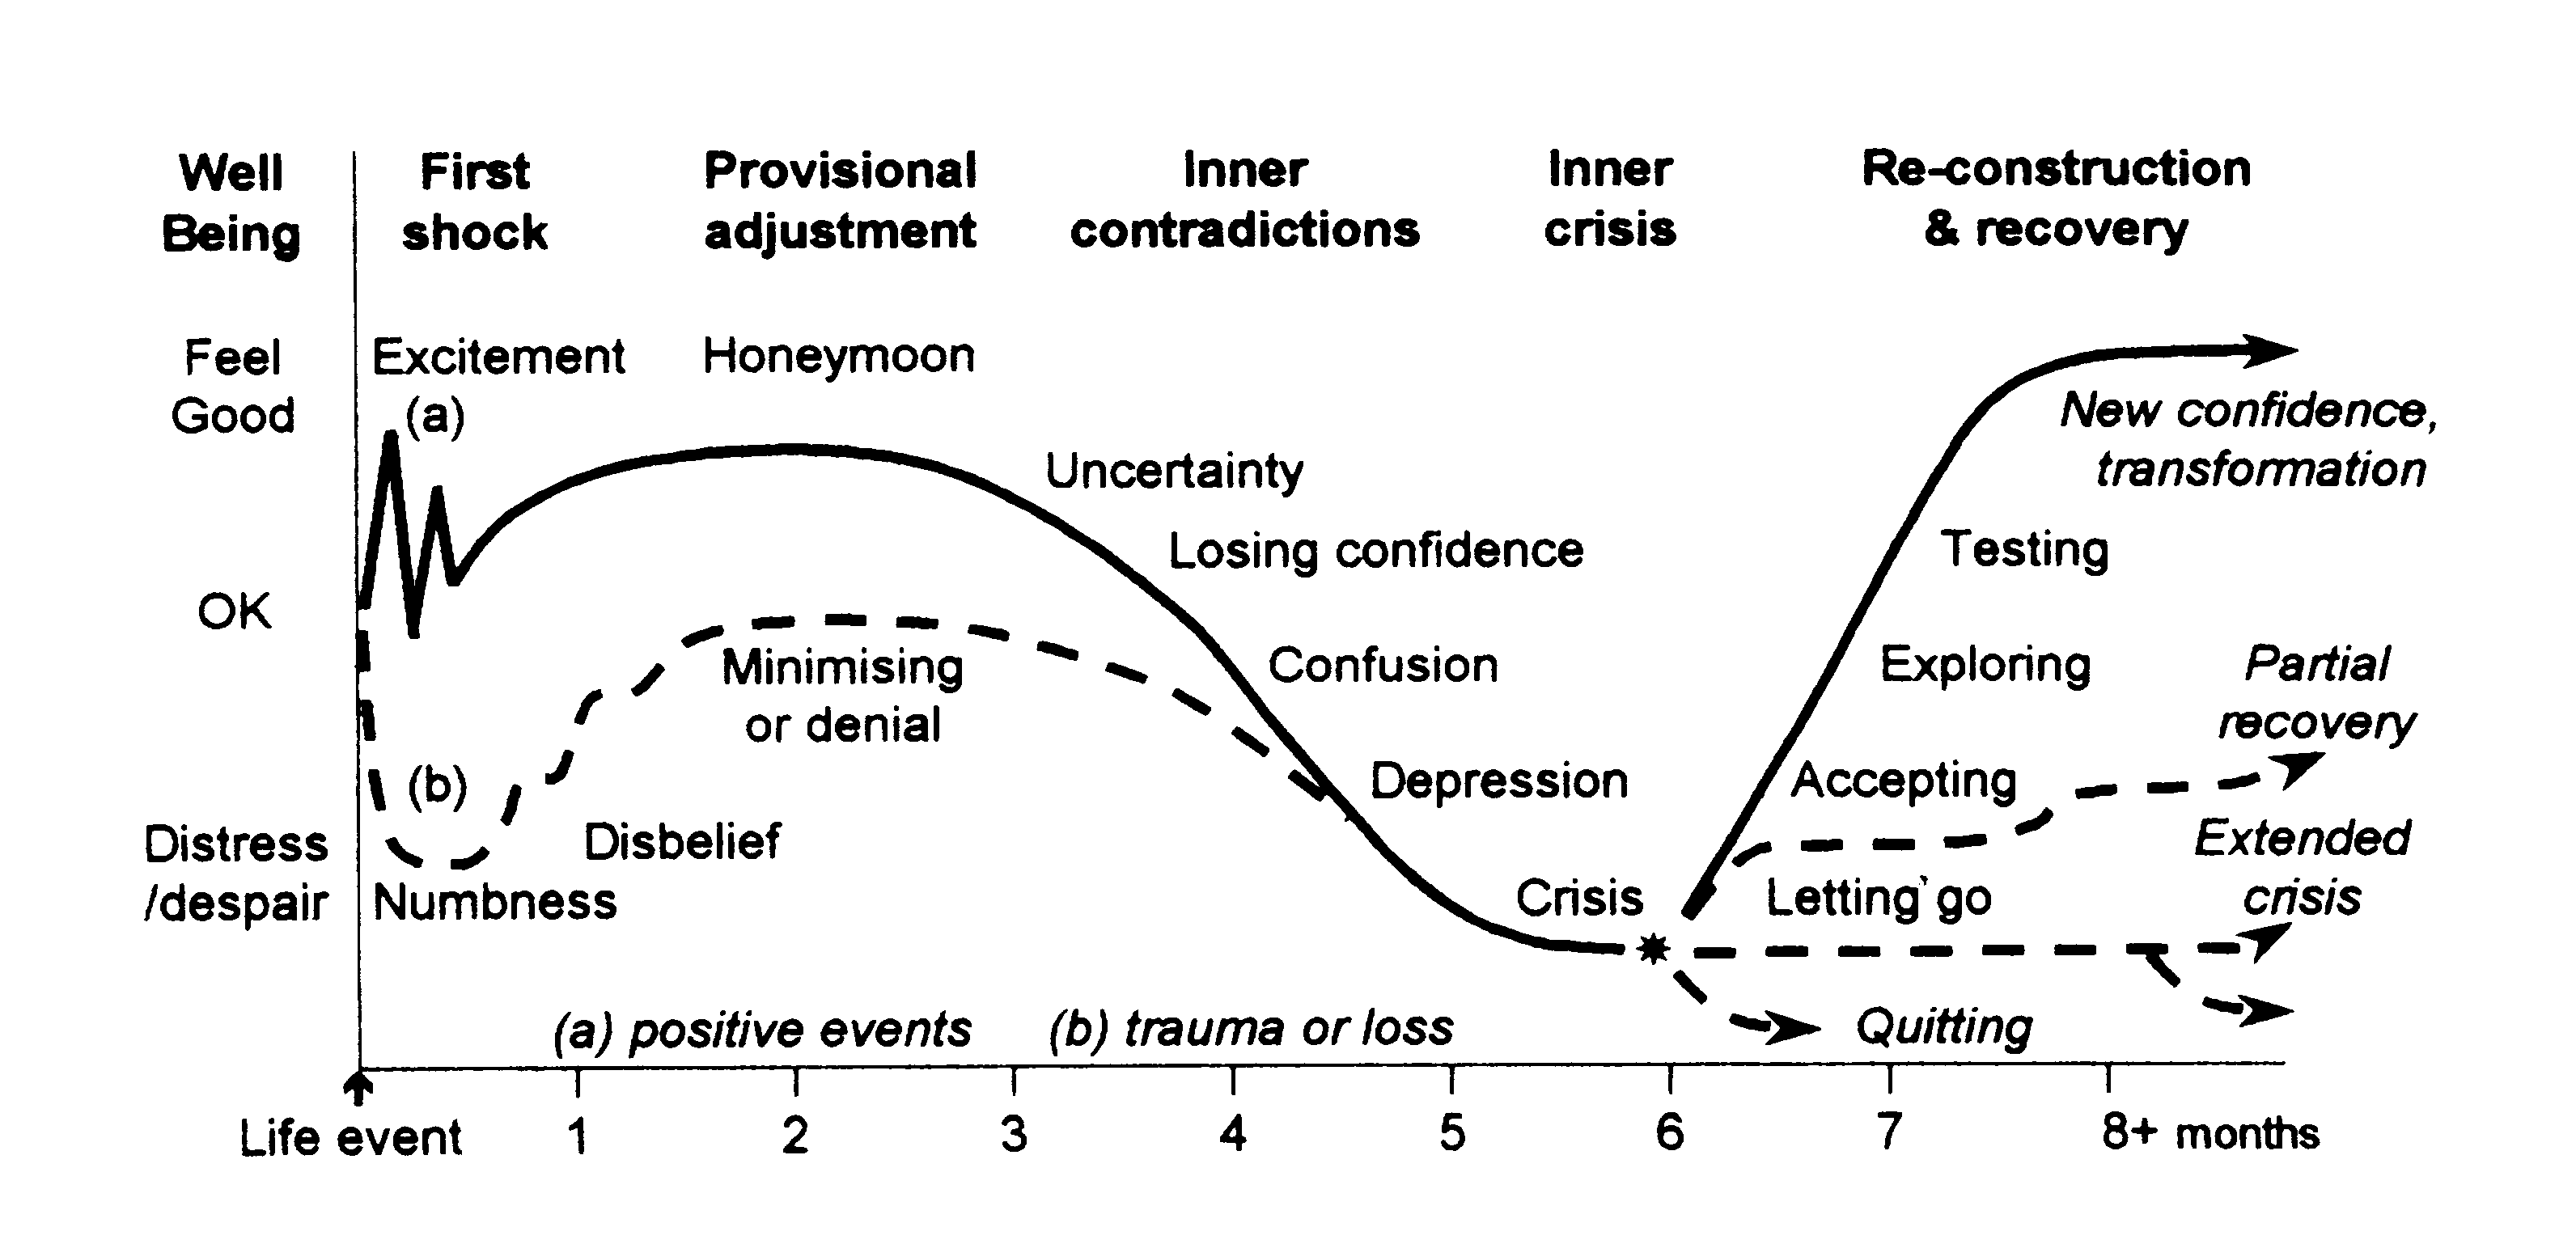 Well
Being
First
shock
Provisional
adjustment
Inner
contradictions
Inner
crisis
Re-construction
& recovery
Feel
Good
Excitement
(a)
Honeymoon
New confidence,
transformation
Uncertainty
Losing confidence
Testing
OK
Minimising
or denial
Confusion
Exploring
Partial
recovery
(b)
Depression
Accepting
Distress
/despair
Disbelief
Numbness
Extended
crisis
Crisis
Letting go
(a) positive events
(b) trauma or loss
Quitting
Life event
1
2
3
4
5
6
7
8+ months